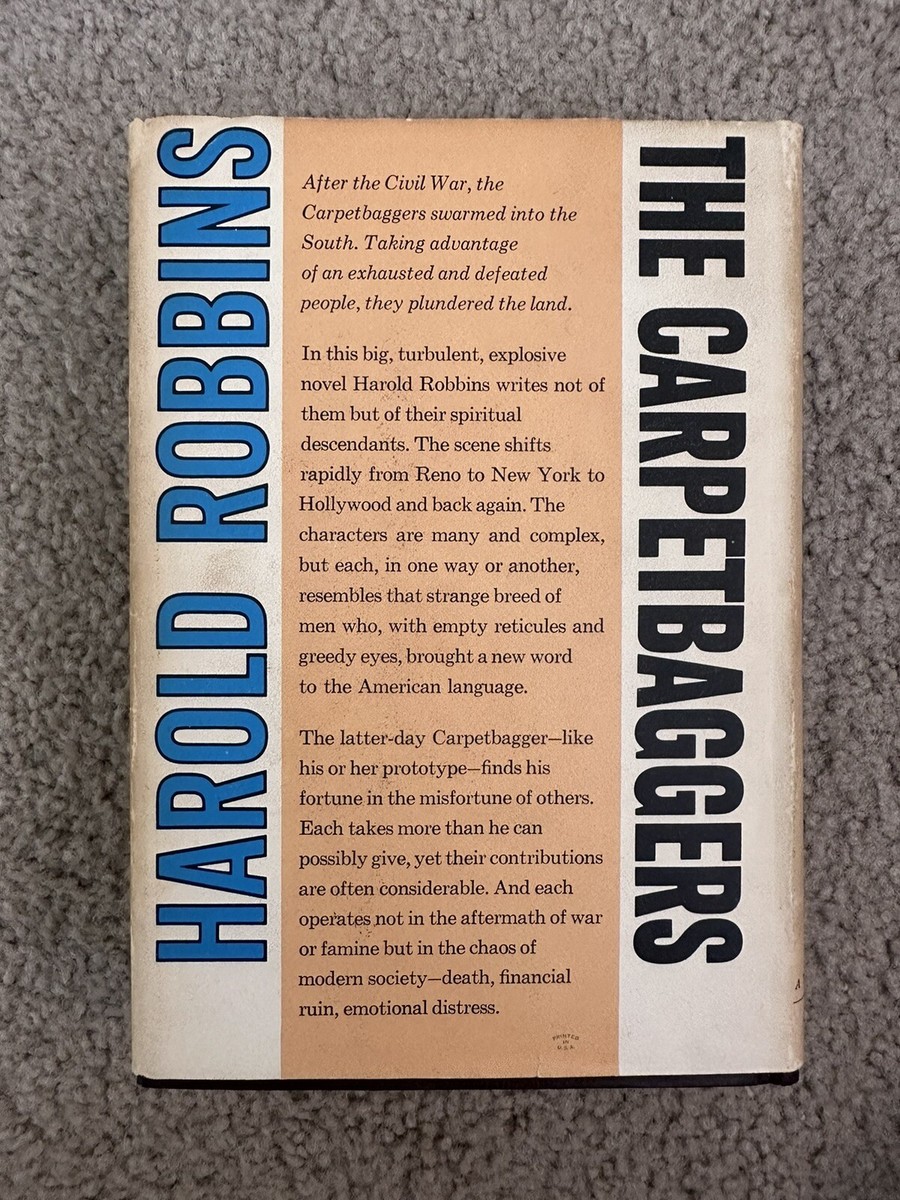 HAROLD ROBBINS
After the Civil War, the
Carpetbaggers swarmed into the
South. Taking advantage
of an exhausted and defeated
people, they plundered the land.
In this big, turbulent, explosive
novel Harold Robbins writes not of
them but of their spiritual
descendants. The scene shifts
rapidly from Reno to New York to
Hollywood and back again. The
characters are many and complex,
but each, in one way or another,
resembles that strange breed of
men who, with empty reticules and
greedy eyes, brought a new word
to the American language.
The latter-day Carpetbagger—like
his or her prototype—finds his
fortune in the misfortune of others.
Each takes more than he can
possibly give, yet their contributions
are often considerable. And each
operates not in the aftermath of war
or famine but in the chaos of
modern society—death, financial
ruin, emotional distress.
PRINTED
IN
U.S.A.
THE CARPETBAGGERS
A